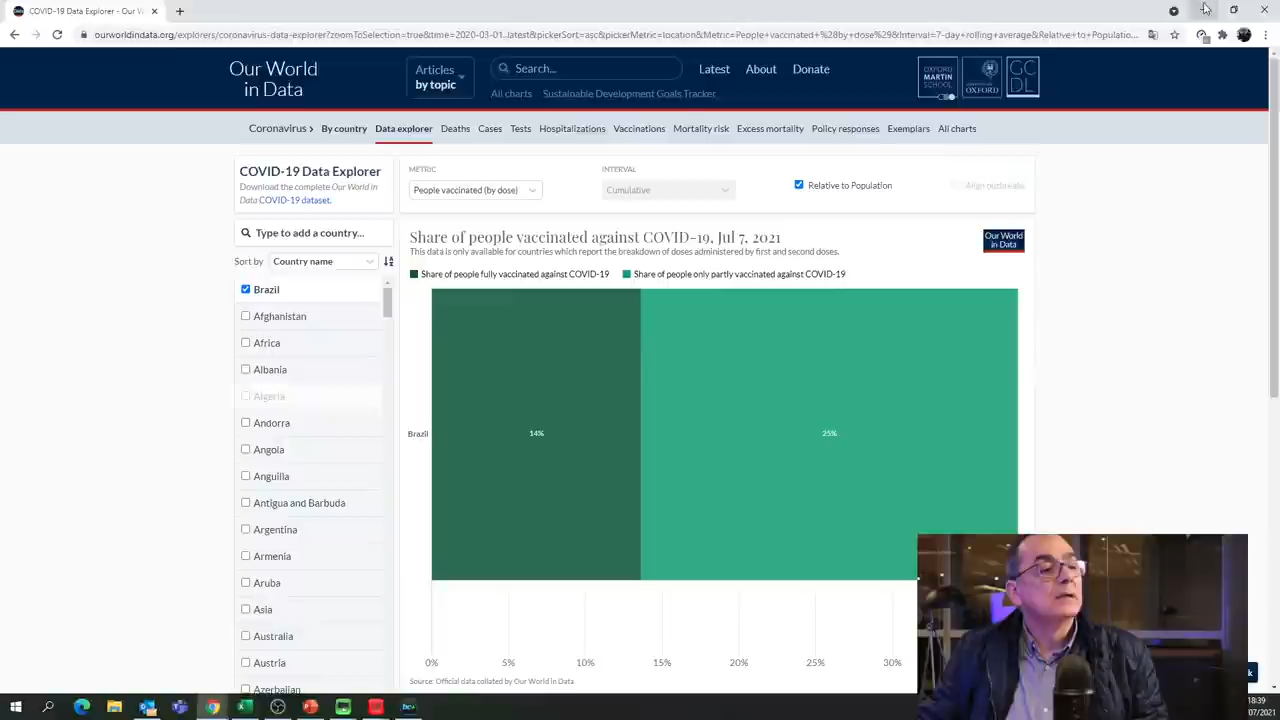 COVID-19 Data Explorer - Our W
ourworldindata.org/explorers/coronavirus-data-explorer?zoomToSelection=true&time=2020-03-01..latest&pickerSort=asc&pickerMetric=location&Metric=People+vaccinated+%28by+dose%29&Interval=7-day+rolling+average&Relative+to+Populatio...
Our World
in Data
Articles
by topic
Search...
Latest
About
Donate
All charts
Sustainable Development Goals Tracker
OXFORD
MARTIN
SCHOOL
UNIVERSITY OF
OXFORD
GC
DL
Coronavirus
By country
Data explorer
Deaths
Cases
Tests
Hospitalizations
Vaccinations
Mortality risk
Excess mortality
Policy responses
Exemplars
All charts
COVID-19 Data Explorer
Download the complete Our World in
Data COVID-19 dataset.
METRIC
People vaccinated (by dose)
INTERVAL
Cumulative
Relative to Population
Align outbreaks
Type to add a country...
Sort by
Country name
Brazil
Afghanistan
Africa
Albania
Algeria
Andorra
Angola
Anguilla
Antigua and Barbuda
Argentina
Armenia
Aruba
Asia
Australia
Austria
Azerbaijan
Share of people vaccinated against COVID-19, Jul 7, 2021
This data is only available for countries which report the breakdown of doses administered by first and second doses.
Our World
in Data
Share of people fully vaccinated against COVID-19
Share of people only partly vaccinated against COVID-19
Brazil
14%
25%
0%
5%
10%
15%
20%
25%
30%
Source: Official data collated by Our World in Data
18:39
/07/2021